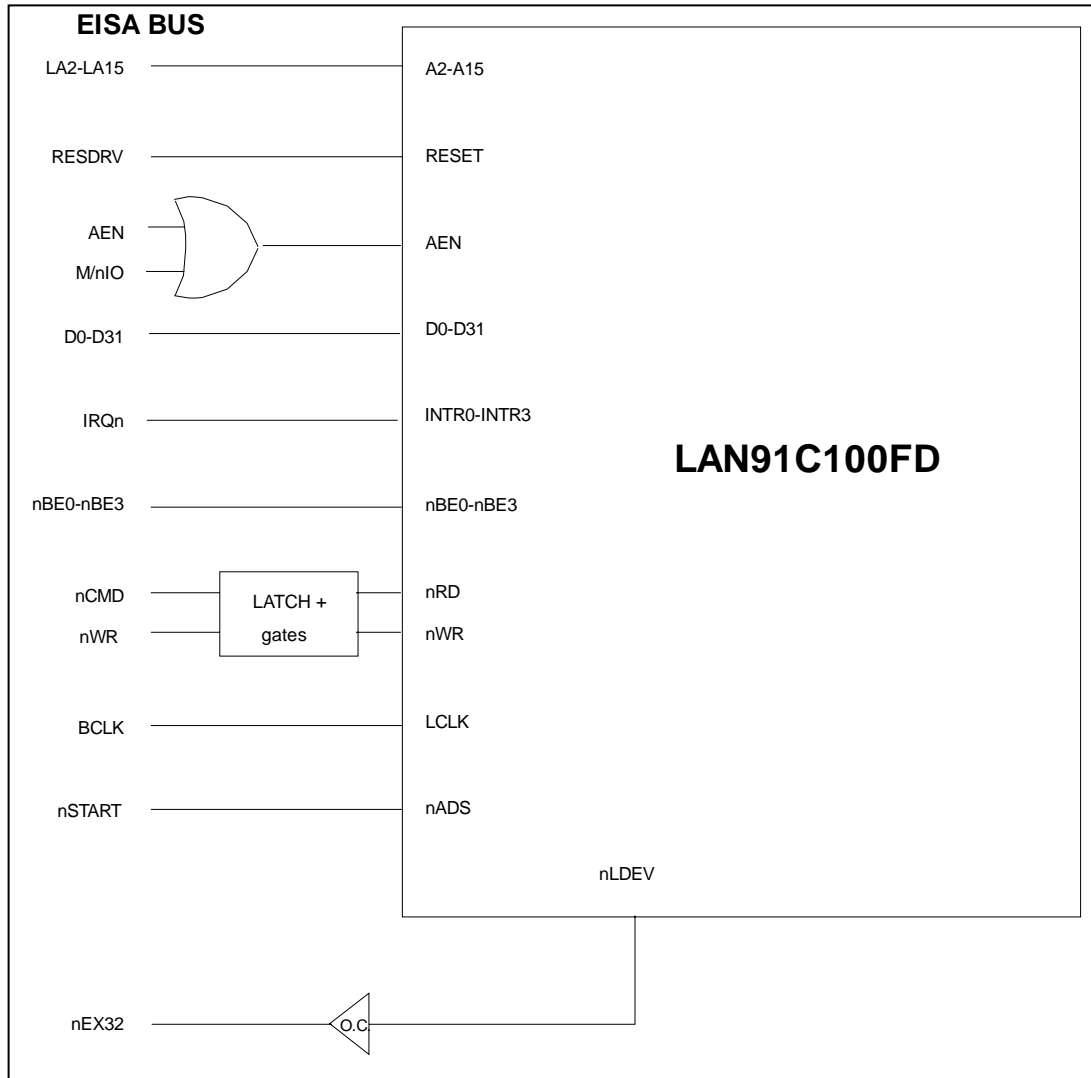 EISA BUS
LA2-LA15 A2-A15
RESDRV RESET
AEN
AEN
M/nIO
D0-D31 D0-D31
IRQn INTR0-INTR3
LAN91C100FD
nBE0-nBE3 nBE0-nBE3
nCMD LATCH + nRD
nWR gates nWR
BCLK LCLK
nSTART nADS
nLDEV
nEX32 O.C.